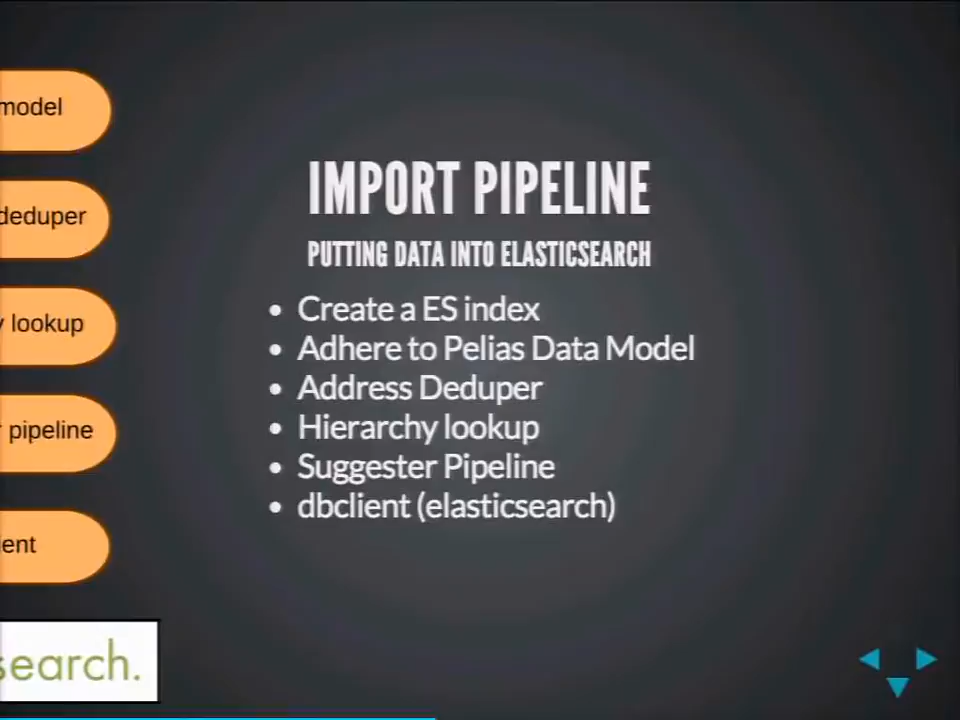 model
IMPORT PIPELINE
deduper
PUTTING DATA INTO ELASTICSEARCH
Create a ES index
lookup
Adhere to Pelias Data Model
Address Deduper
Hierarchy lookup
pipeline
Suggester Pipeline
dbclient (elasticsearch)
ent
search.